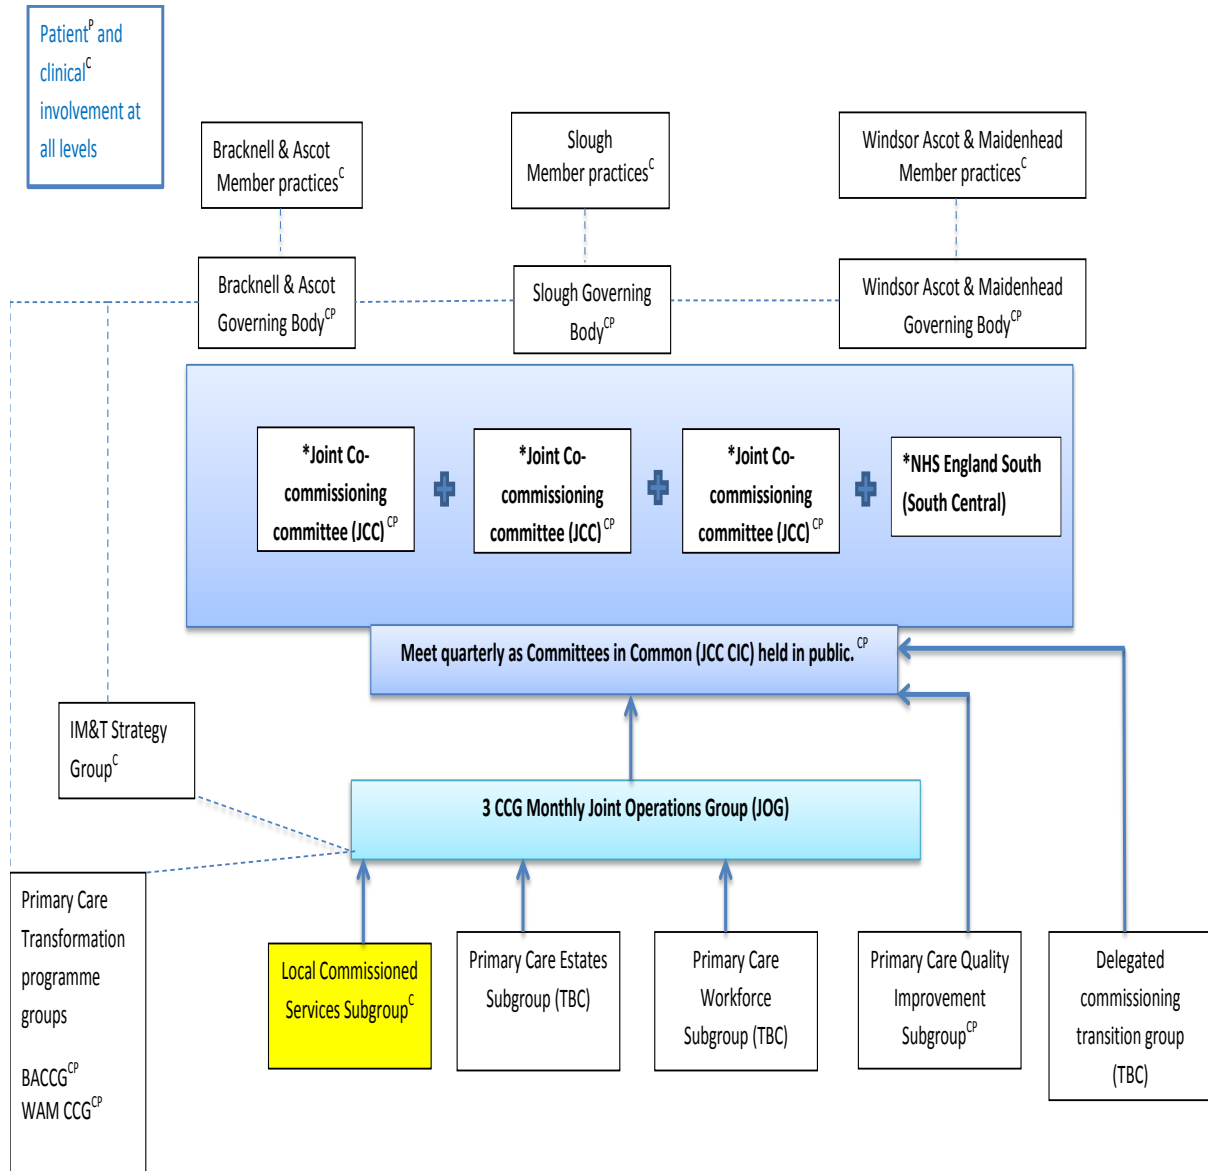 Patient^P and
clinical^C
involvement at
all levels
Bracknell & Ascot
Member practices^C
Slough
Member practices^C
Windsor Ascot & Maidenhead
Member practices^C
Bracknell & Ascot
Governing Body^CP
Slough Governing
Body^CP
Windsor Ascot & Maidenhead
Governing Body^CP
*Joint Co-
commissioning
committee (JCC) ^CP
*Joint Co-
commissioning
committee (JCC) ^CP
*Joint Co-
commissioning
committee (JCC) ^CP
*NHS England South
(South Central)
Meet quarterly as Committees in Common (JCC CIC) held in public. ^CP
IM&T Strategy
Group^C
3 CCG Monthly Joint Operations Group (JOG)
Primary Care
Transformation
programme
groups
BACCG^CP
WAM CCG^CP
Local Commissioned
Services Subgroup^C
Primary Care Estates
Subgroup (TBC)
Primary Care
Workforce
Subgroup (TBC)
Primary Care Quality
Improvement
Subgroup^CP
Delegated
commissioning
transition group
(TBC)